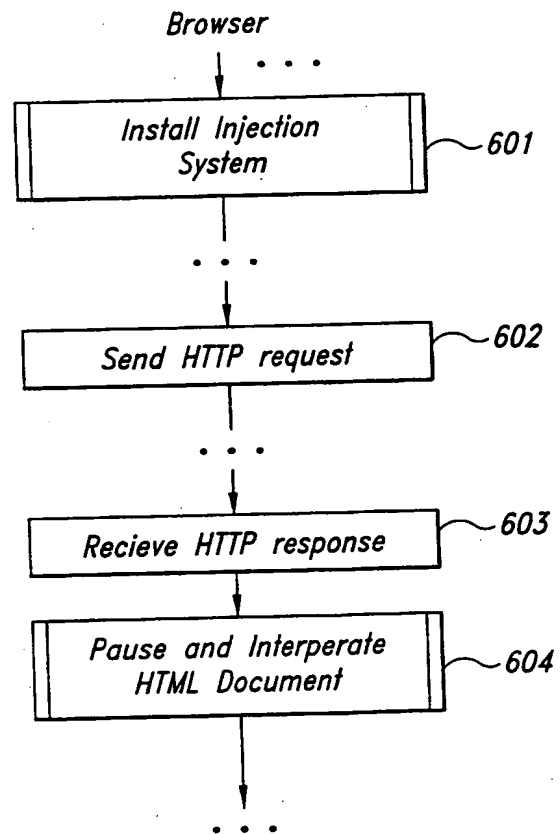 Browser
. . .
Install Injection
System
601
. . .
Send HTTP request
602
. . .
Recieve HTTP response
603
Pause and Interperate
HTML Document
604
. . .